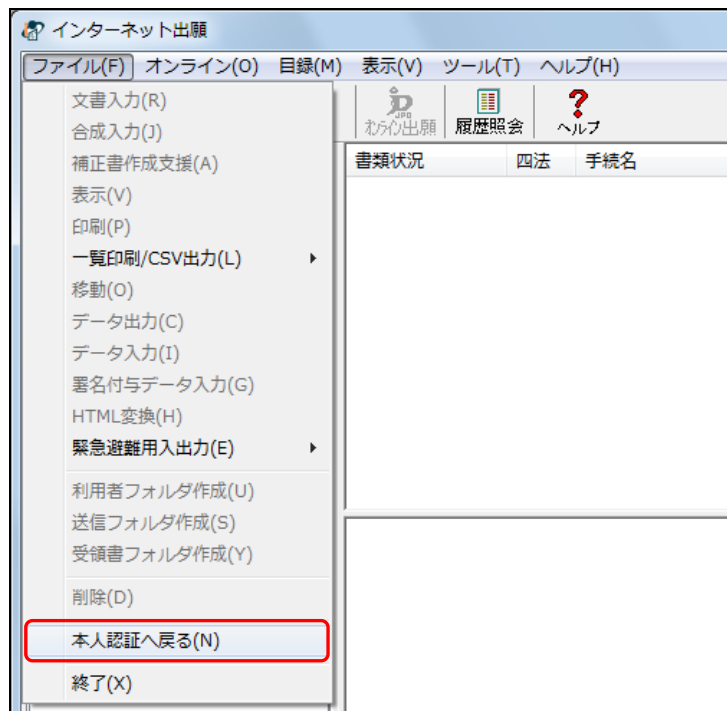 インターネット出願
ファイル(F) オンライン(O) 目録(M) 表示(V) ツール(T) ヘルプ(H)
文書入力(R)
合成入力(J)
補正書作成支援(A)
表示(V)
印刷(P)
一覧印刷/CSV出力(L)
移動(O)
データ出力(C)
データ入力(I)
署名付与データ入力(G)
HTML変換(H)
緊急避難用入出力(E)
利用者フォルダ作成(U)
送信フォルダ作成(S)
受領書フォルダ作成(Y)
削除(D)
本人認証へ戻る(N)
終了(X)
JPO
オンライン出願 履歴照会 ヘルプ
書類状況 四法 手続名